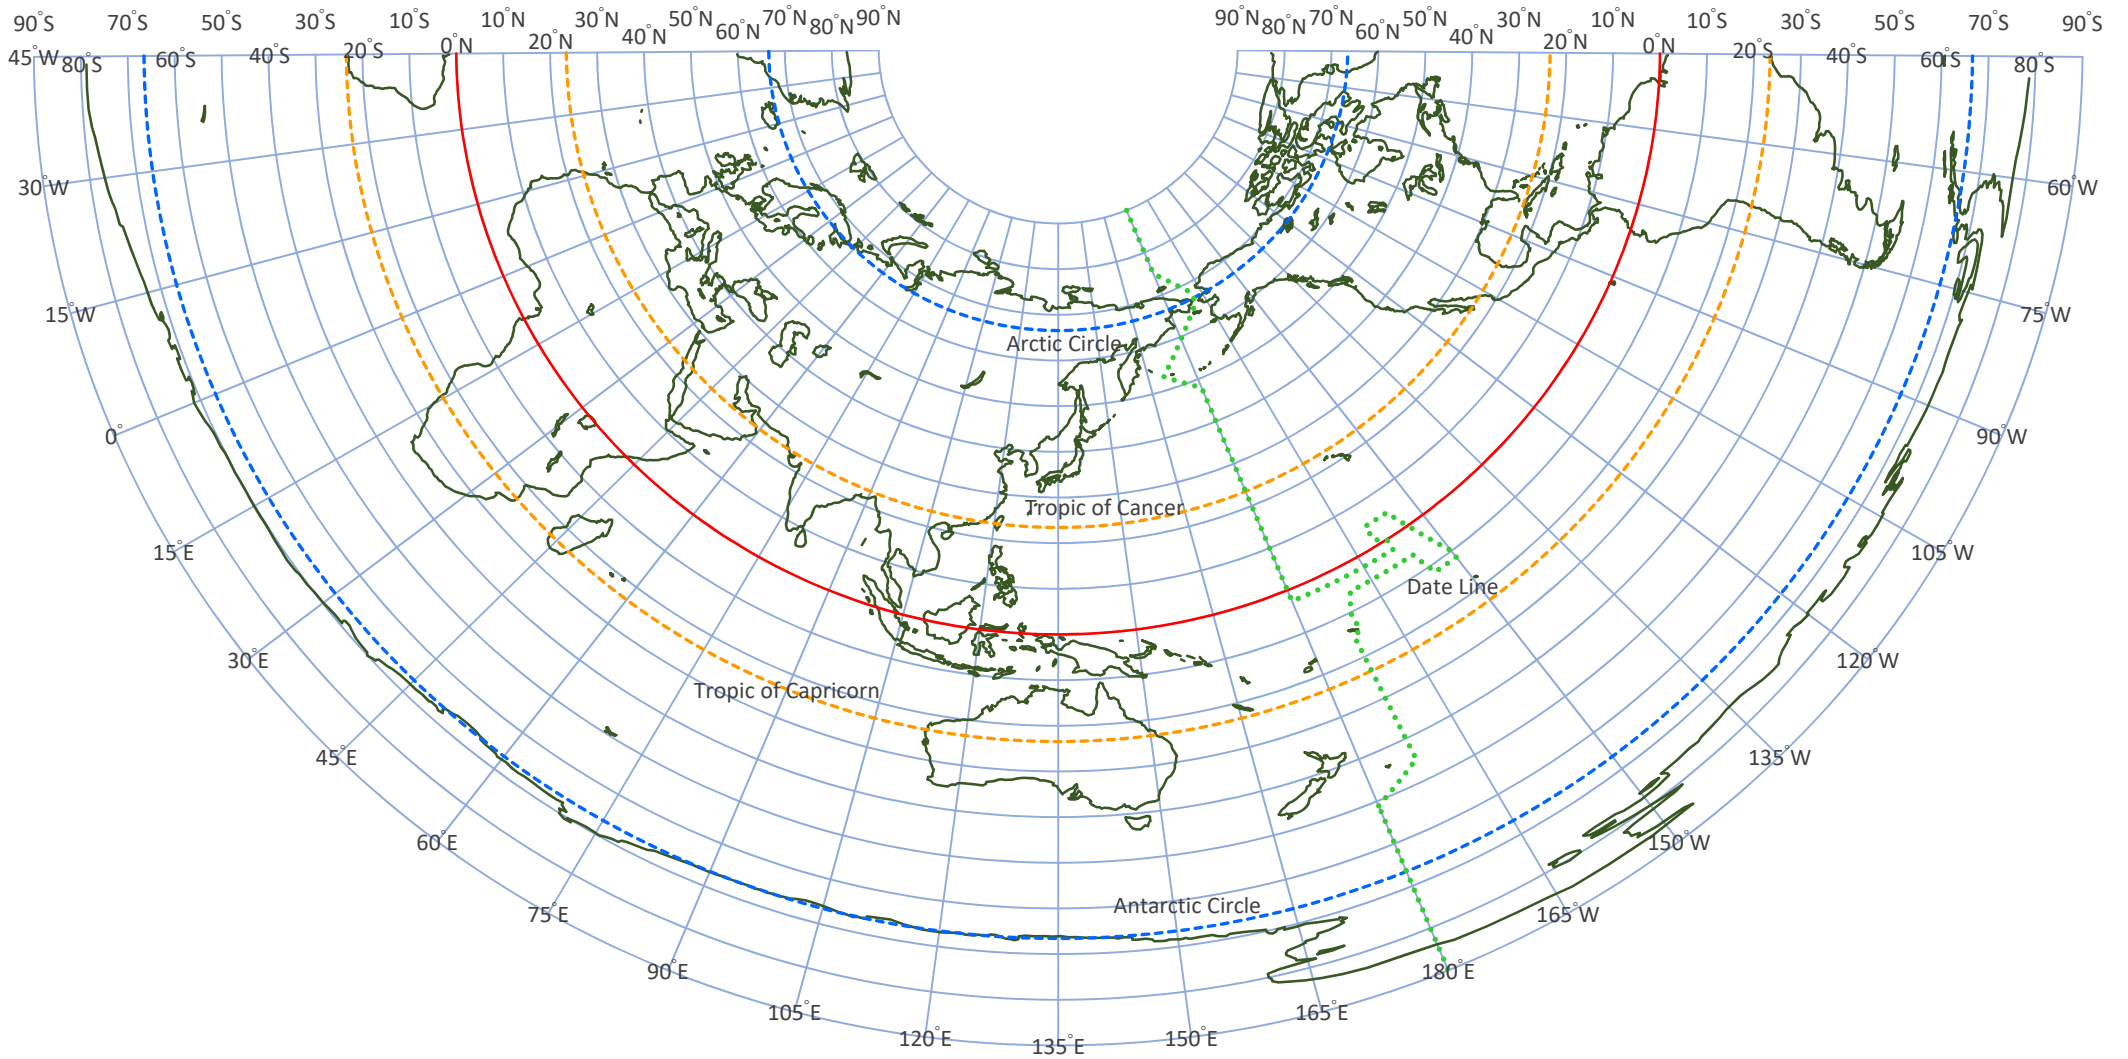 90°S 70°S 50°S 30°S 10°S 10°N 30°N 50°N 70°N 90°N 90°N 70°N 50°N 30°N 10°N 10°S 30°S 50°S 70°S 90°S
80°N 60°N 40°N 20°N 0°N 20°S 40°S 60°S 80°S
45°W 80°S 60°S 40°S 20°S 0°N 20°N 40°N 60°N 80°N
30°W 60°W
15°W 75°W
Arctic Circle
0° 90°W
Tropic of Cancer
15°E 105°W
Date Line
30°E 120°W
Tropic of Capricorn
45°E 135°W
60°E 150°W
Antarctic Circle
75°E 165°W
90°E 180°E
105°E 165°E
120°E 135°E 150°E